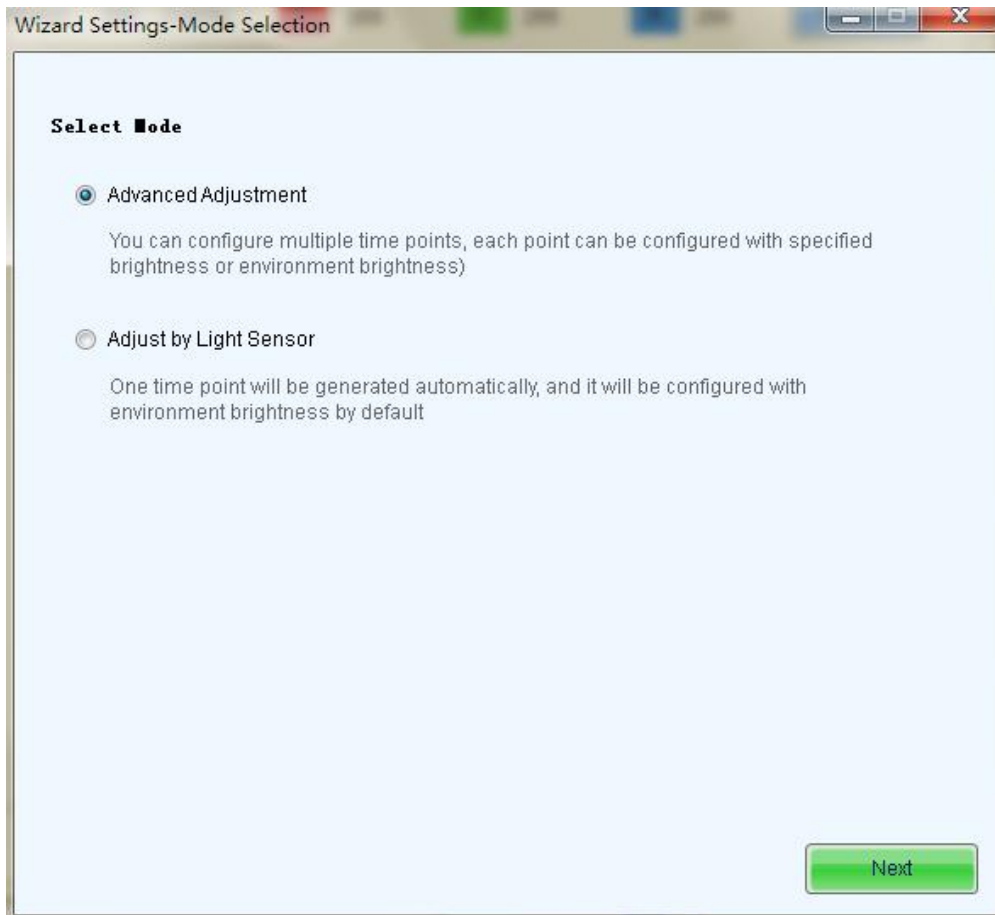 Wizard Settings-Mode Selection
Select Mode
Advanced Adjustment
You can configure multiple time points, each point can be configured with specified
brightness or environment brightness)
Adjust by Light Sensor
One time point will be generated automatically, and it will be configured with
environment brightness by default
Next